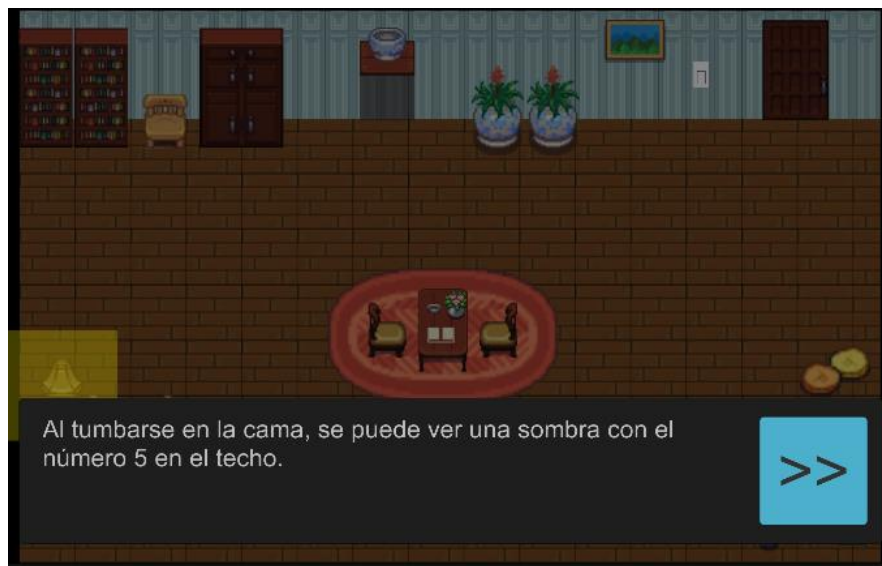 Al tumbarse en la cama, se puede ver una sombra con el
número 5 en el techo.
>>